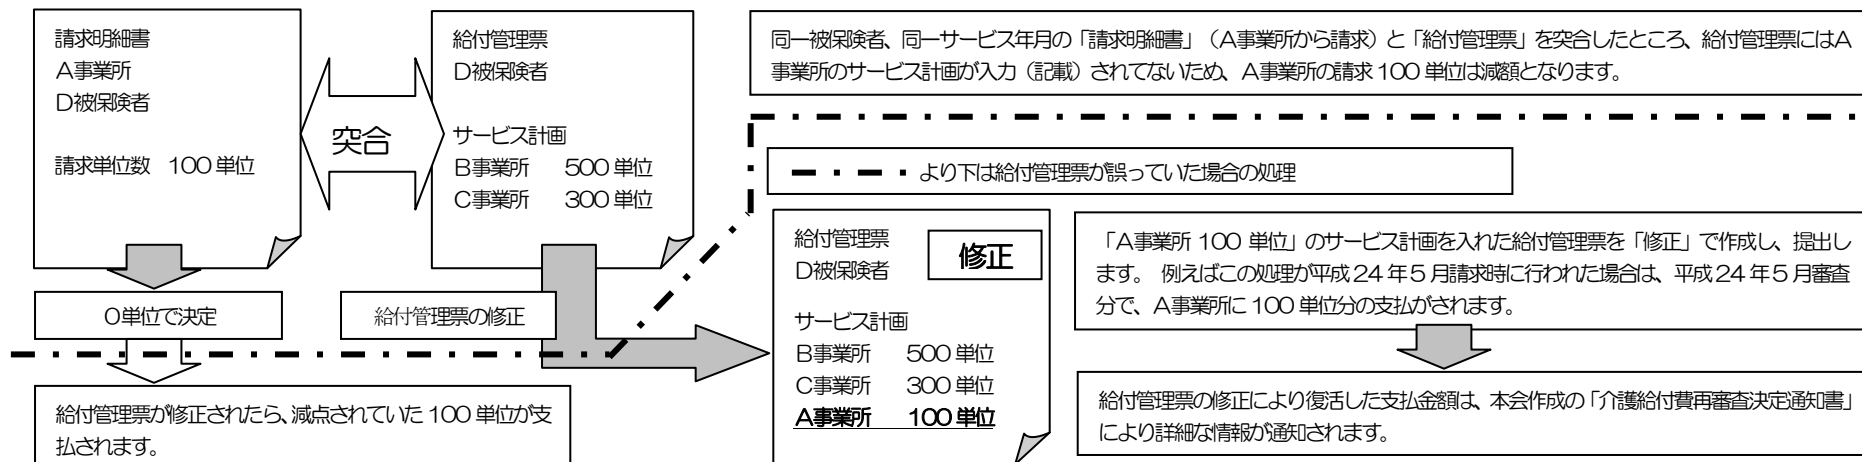 請求明細書
A事業所
D被保険者
請求単位数 100単位
突合
給付管理票
D被保険者
サービス計画
B事業所 500単位
C事業所 300単位
同一被保険者、同一サービス年月の「請求明細書」（A事業所から請求）と「給付管理票」を突合したところ、給付管理票にはA
事業所のサービス計画が入力（記載）されてないため、A事業所の請求100単位は減額となります。
より下は給付管理票が誤っていた場合の処理
0単位で決定
給付管理票の修正
給付管理票が修正されたら、減点されていた100単位が支
払されます。
給付管理票
D被保険者
修正
サービス計画
B事業所 500単位
C事業所 300単位
A事業所 100単位
「A事業所100単位」のサービス計画を入れた給付管理票を「修正」で作成し、提出し
ます。 例えばこの処理が平成24年5月請求時に行われた場合は、平成24年5月審査
分で、A事業所に100単位分の支払がされます。
給付管理票の修正により復活した支払金額は、本会作成の「介護給付費再審査決定通知書」
により詳細な情報が通知されます。